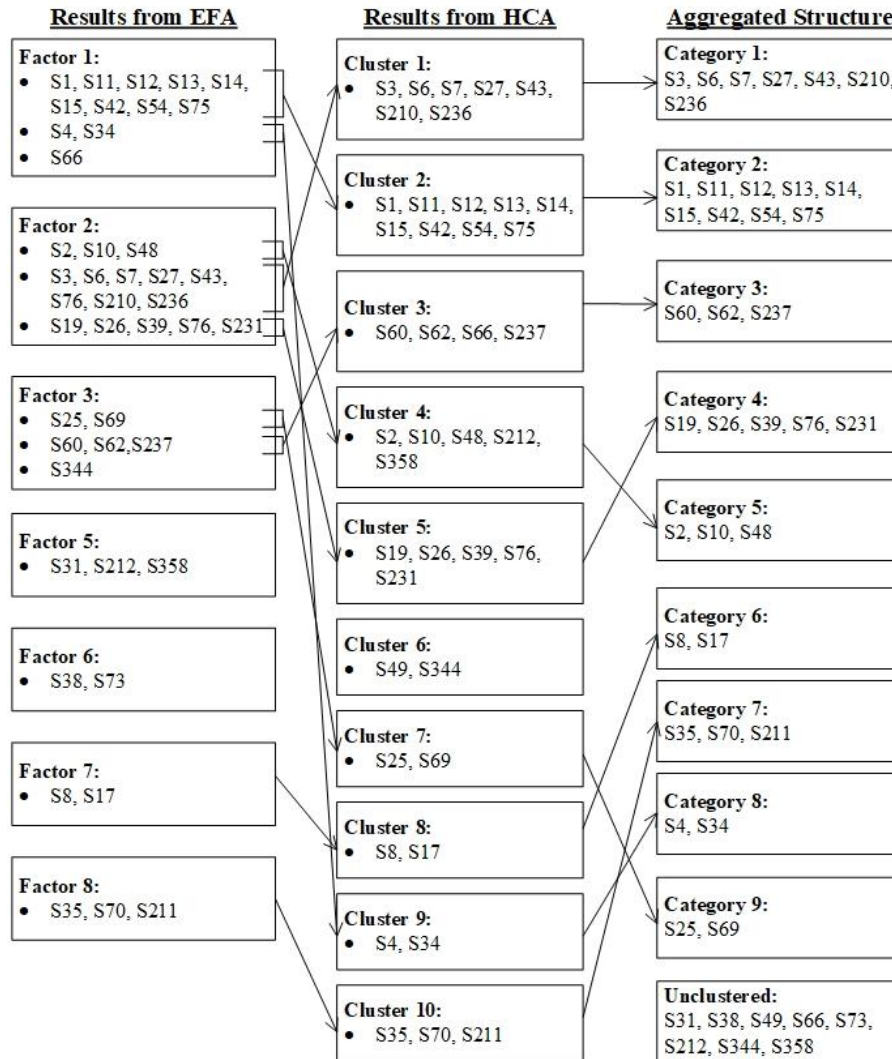 Results from EFA
Factor 1:
• S1, S11, S12, S13, S14,
S15, S42, S54, S75
• S4, S34
• S66
Factor 2:
• S2, S10, S48
• S3, S6, S7, S27, S43,
S76, S210, S236
• S19, S26, S39, S76, S231
Factor 3:
• S25, S69
• S60, S62,S237
• S344
Factor 5:
• S31, S212, S358
Factor 6:
• S38, S73
Factor 7:
• S8, S17
Factor 8:
• S35, S70, S211
Results from HCA
Cluster 1:
• S3, S6, S7, S27, S43,
S210, S236
Cluster 2:
• S1, S11, S12, S13, S14,
S15, S42, S54, S75
Cluster 3:
• S60, S62, S66, S237
Cluster 4:
• S2, S10, S48, S212,
S358
Cluster 5:
• S19, S26, S39, S76,
S231
Cluster 6:
• S49, S344
Cluster 7:
• S25, S69
Cluster 8:
• S8, S17
Cluster 9:
• S4, S34
Cluster 10:
• S35, S70, S211
Aggregated Structure
Category 1:
S3, S6, S7, S27, S43, S210,
S236
Category 2:
S1, S11, S12, S13, S14,
S15, S42, S54, S75
Category 3:
S60, S62, S237
Category 4:
S19, S26, S39, S76, S231
Category 5:
S2, S10, S48
Category 6:
S8, S17
Category 7:
S35, S70, S211
Category 8:
S4, S34
Category 9:
S25, S69
Unclustered:
S31, S38, S49, S66, S73,
S212, S344, S358